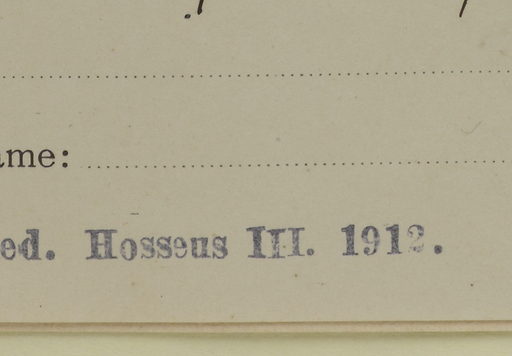 ame:
ed. Hosseus III. 1912.